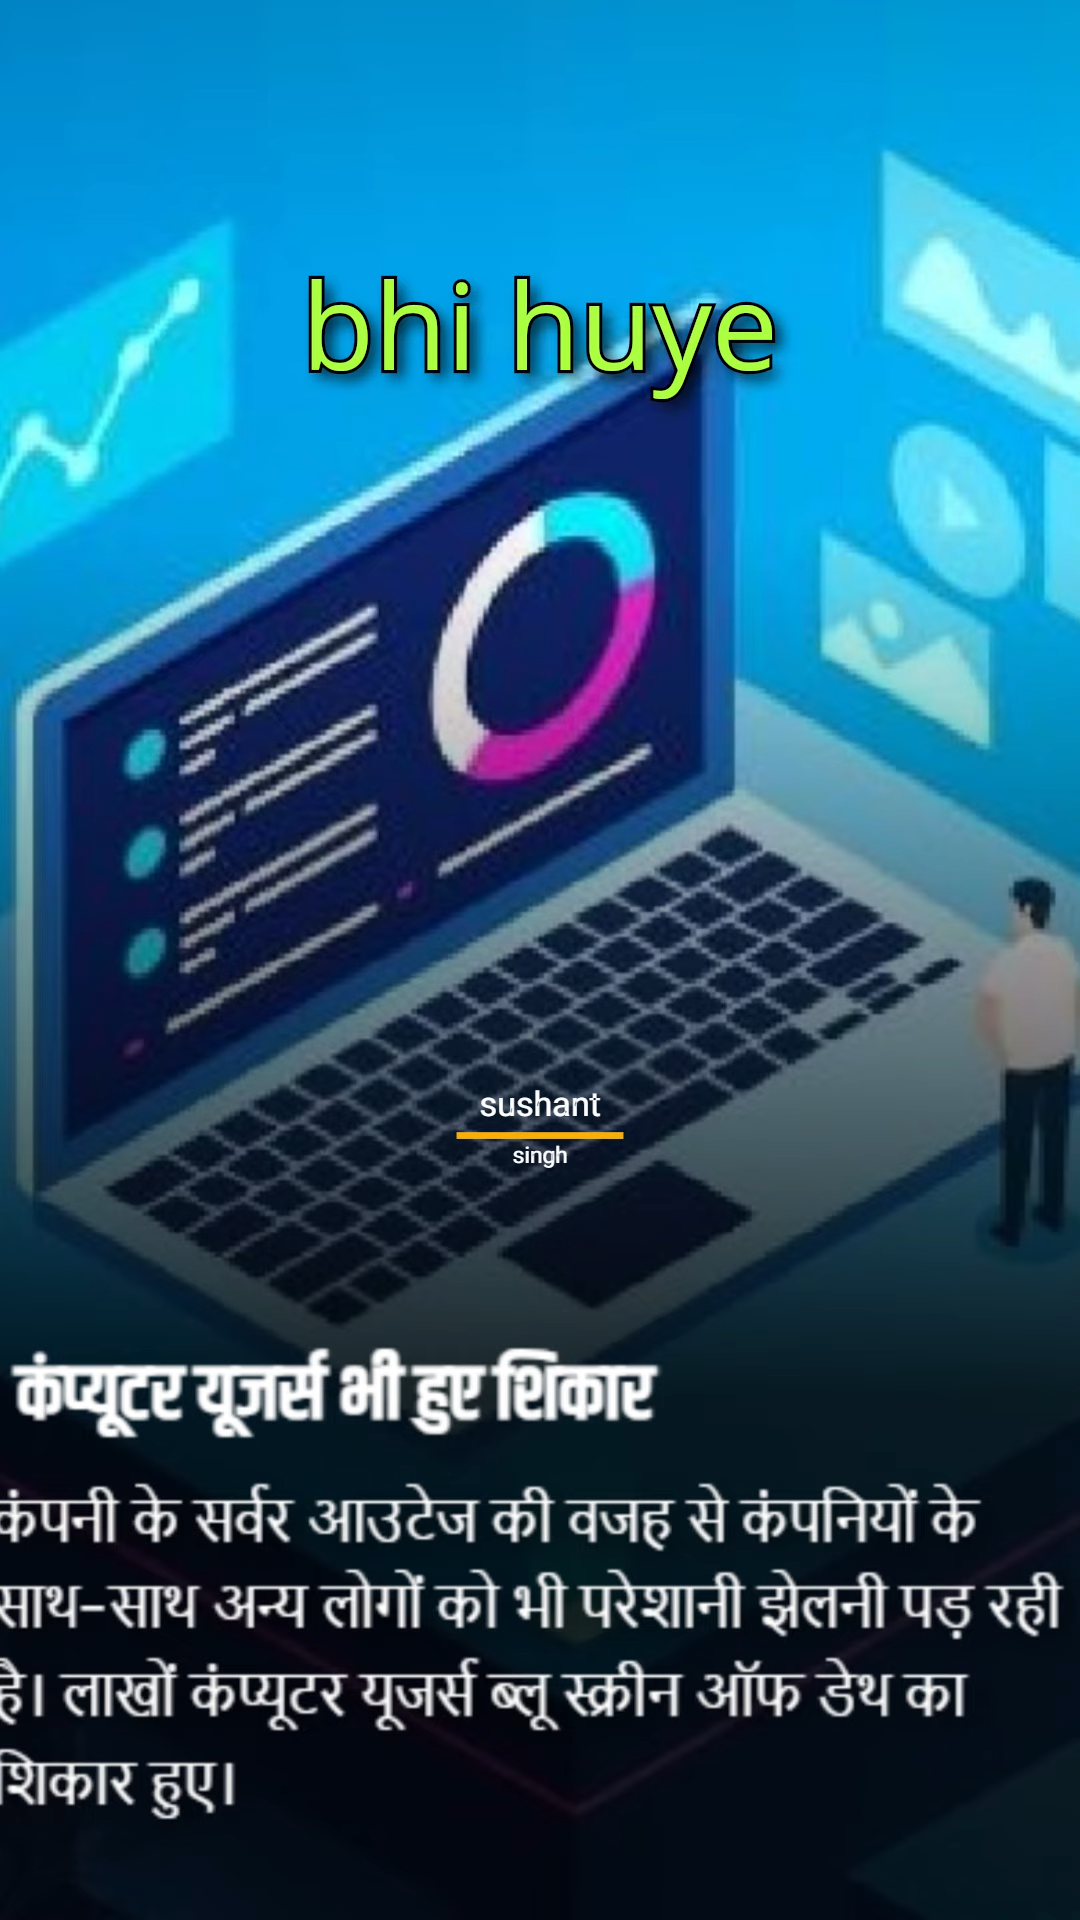 bhi huye
sushant
singh
कंप्यूटर यूजर्स भी हुए शिकार
कंपनी के सर्वर आउटेज की वजह से कंपनियों के
साथ-साथ अन्य लोगों को भी परेशानी झेलनी पड़ रही
है। लाखों कंप्यूटर यूजर्स ब्लू स्क्रीन ऑफ डेथ का
शिकार हुए।